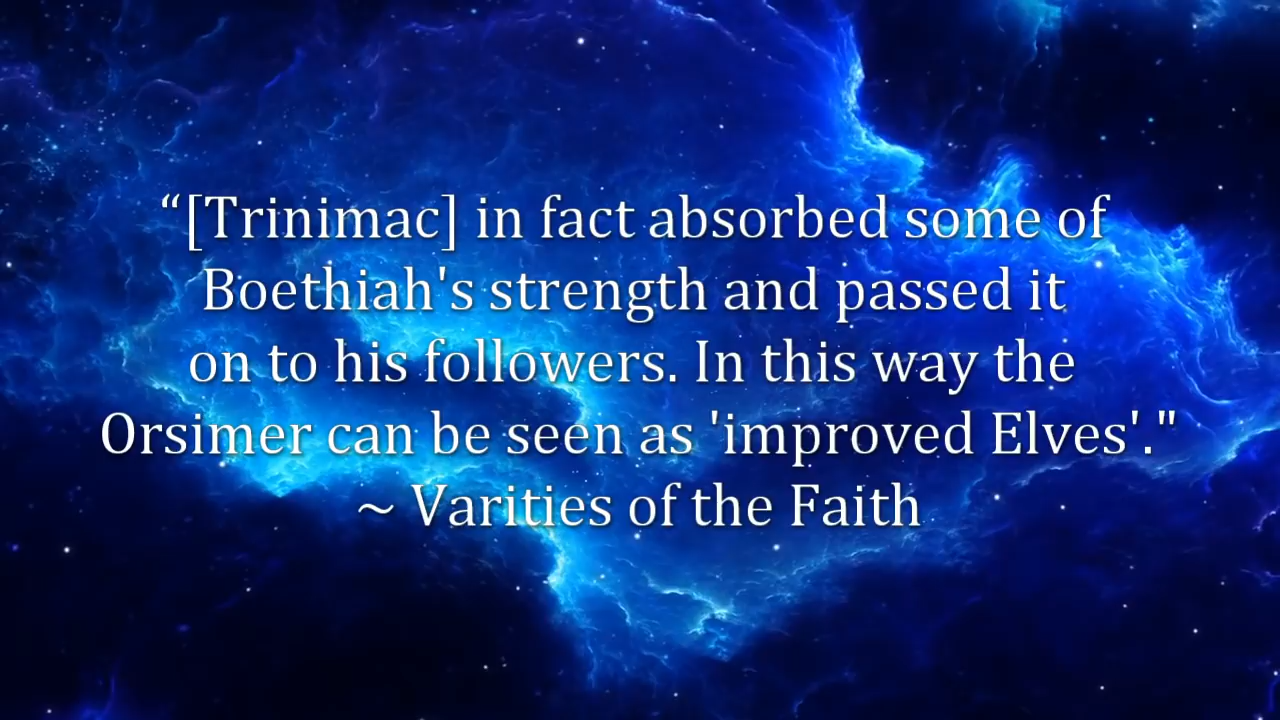 “[Trinimac] in fact absorbed some of
Boethiah's strength and passed it
on to his followers. In this way the
Orsimer can be seen as 'improved Elves'."
~ Varities of the Faith